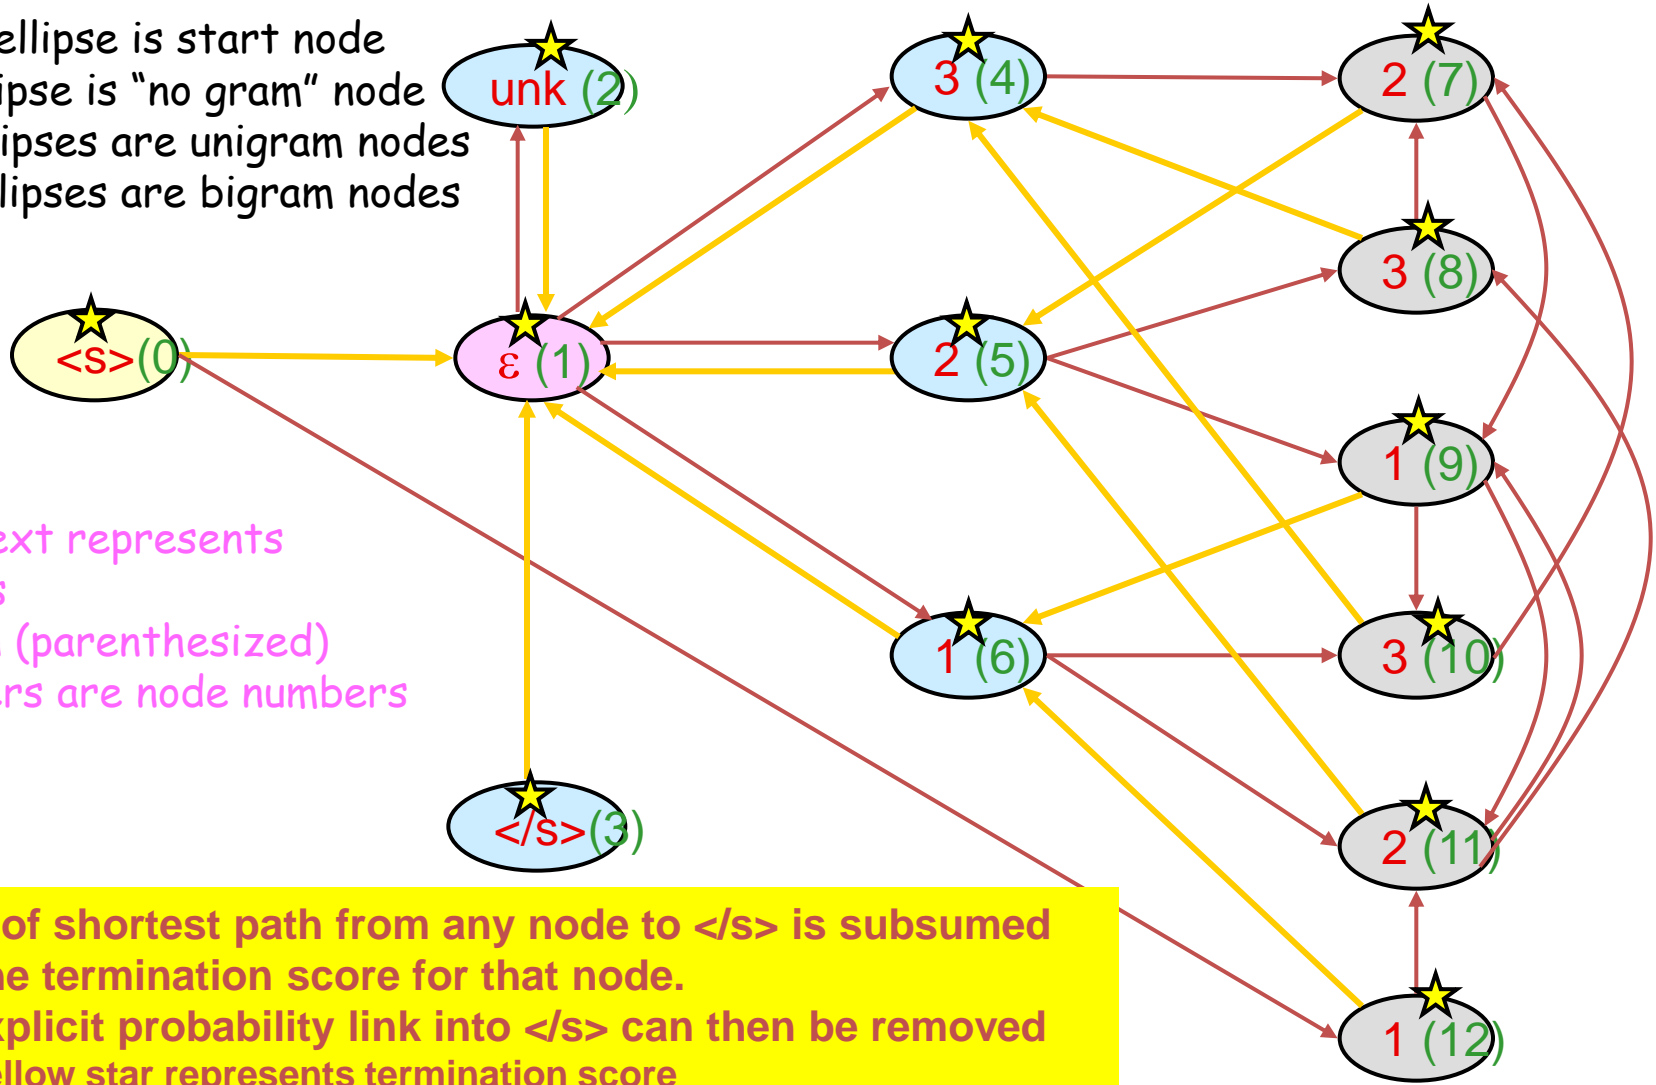 ellipse is start node
ipse is “no gram” node
ipses are unigram nodes
lipses are bigram nodes
unk (2)
3 (4)
2 (7)
3 (8)
<s>(0)
ε (1)
2 (5)
1 (9)
ext represents
s
(parenthesized)
rs are node numbers
1 (6)
3 (10)
</s>(3)
2 (11)
of shortest path from any node to </s> is subsumed
he termination score for that node.
xplicit probability link into </s> can then be removed
ellow star represents termination score
1 (12)